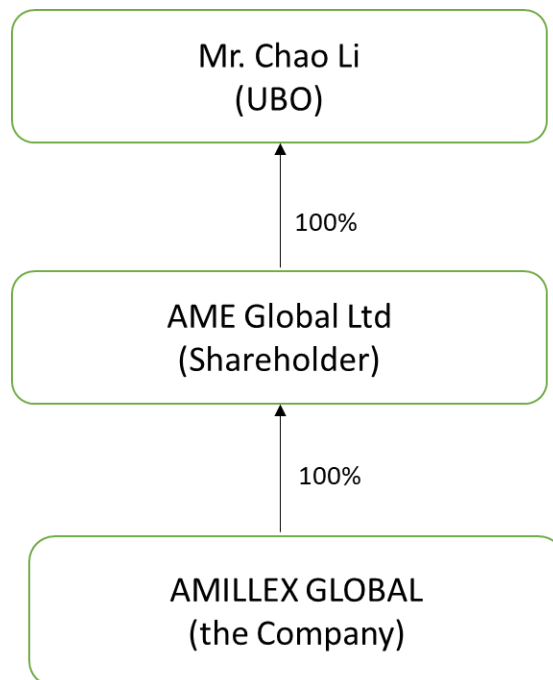 Mr. Chao Li
(UBO)
100%
AME Global Ltd
(Shareholder)
100%
AMILLEX GLOBAL
(the Company)